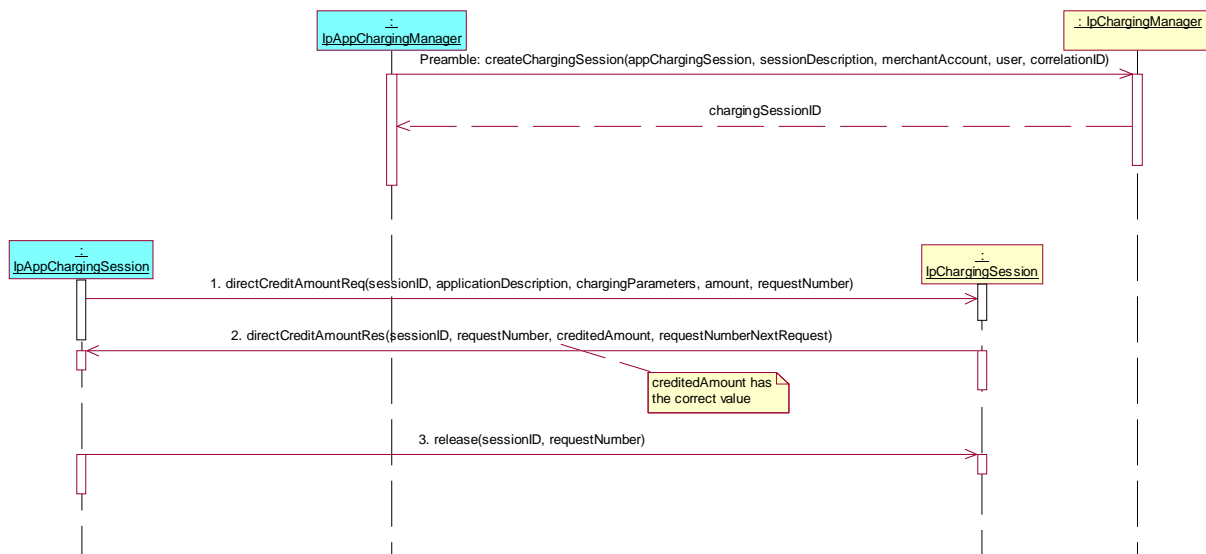 :
IpAppChargingManager
: IpChargingManager
Preamble: createChargingSession(appChargingSession, sessionDescription, merchantAccount, user, correlationID)
chargingSessionID
:
IpAppChargingSession
:
IpChargingSession
1. directCreditAmountReq(sessionID, applicationDescription, chargingParameters, amount, requestNumber)
2. directCreditAmountRes(sessionID, requestNumber, creditedAmount, requestNumberNextRequest)
creditedAmount has
the correct value
3. release(sessionID, requestNumber)